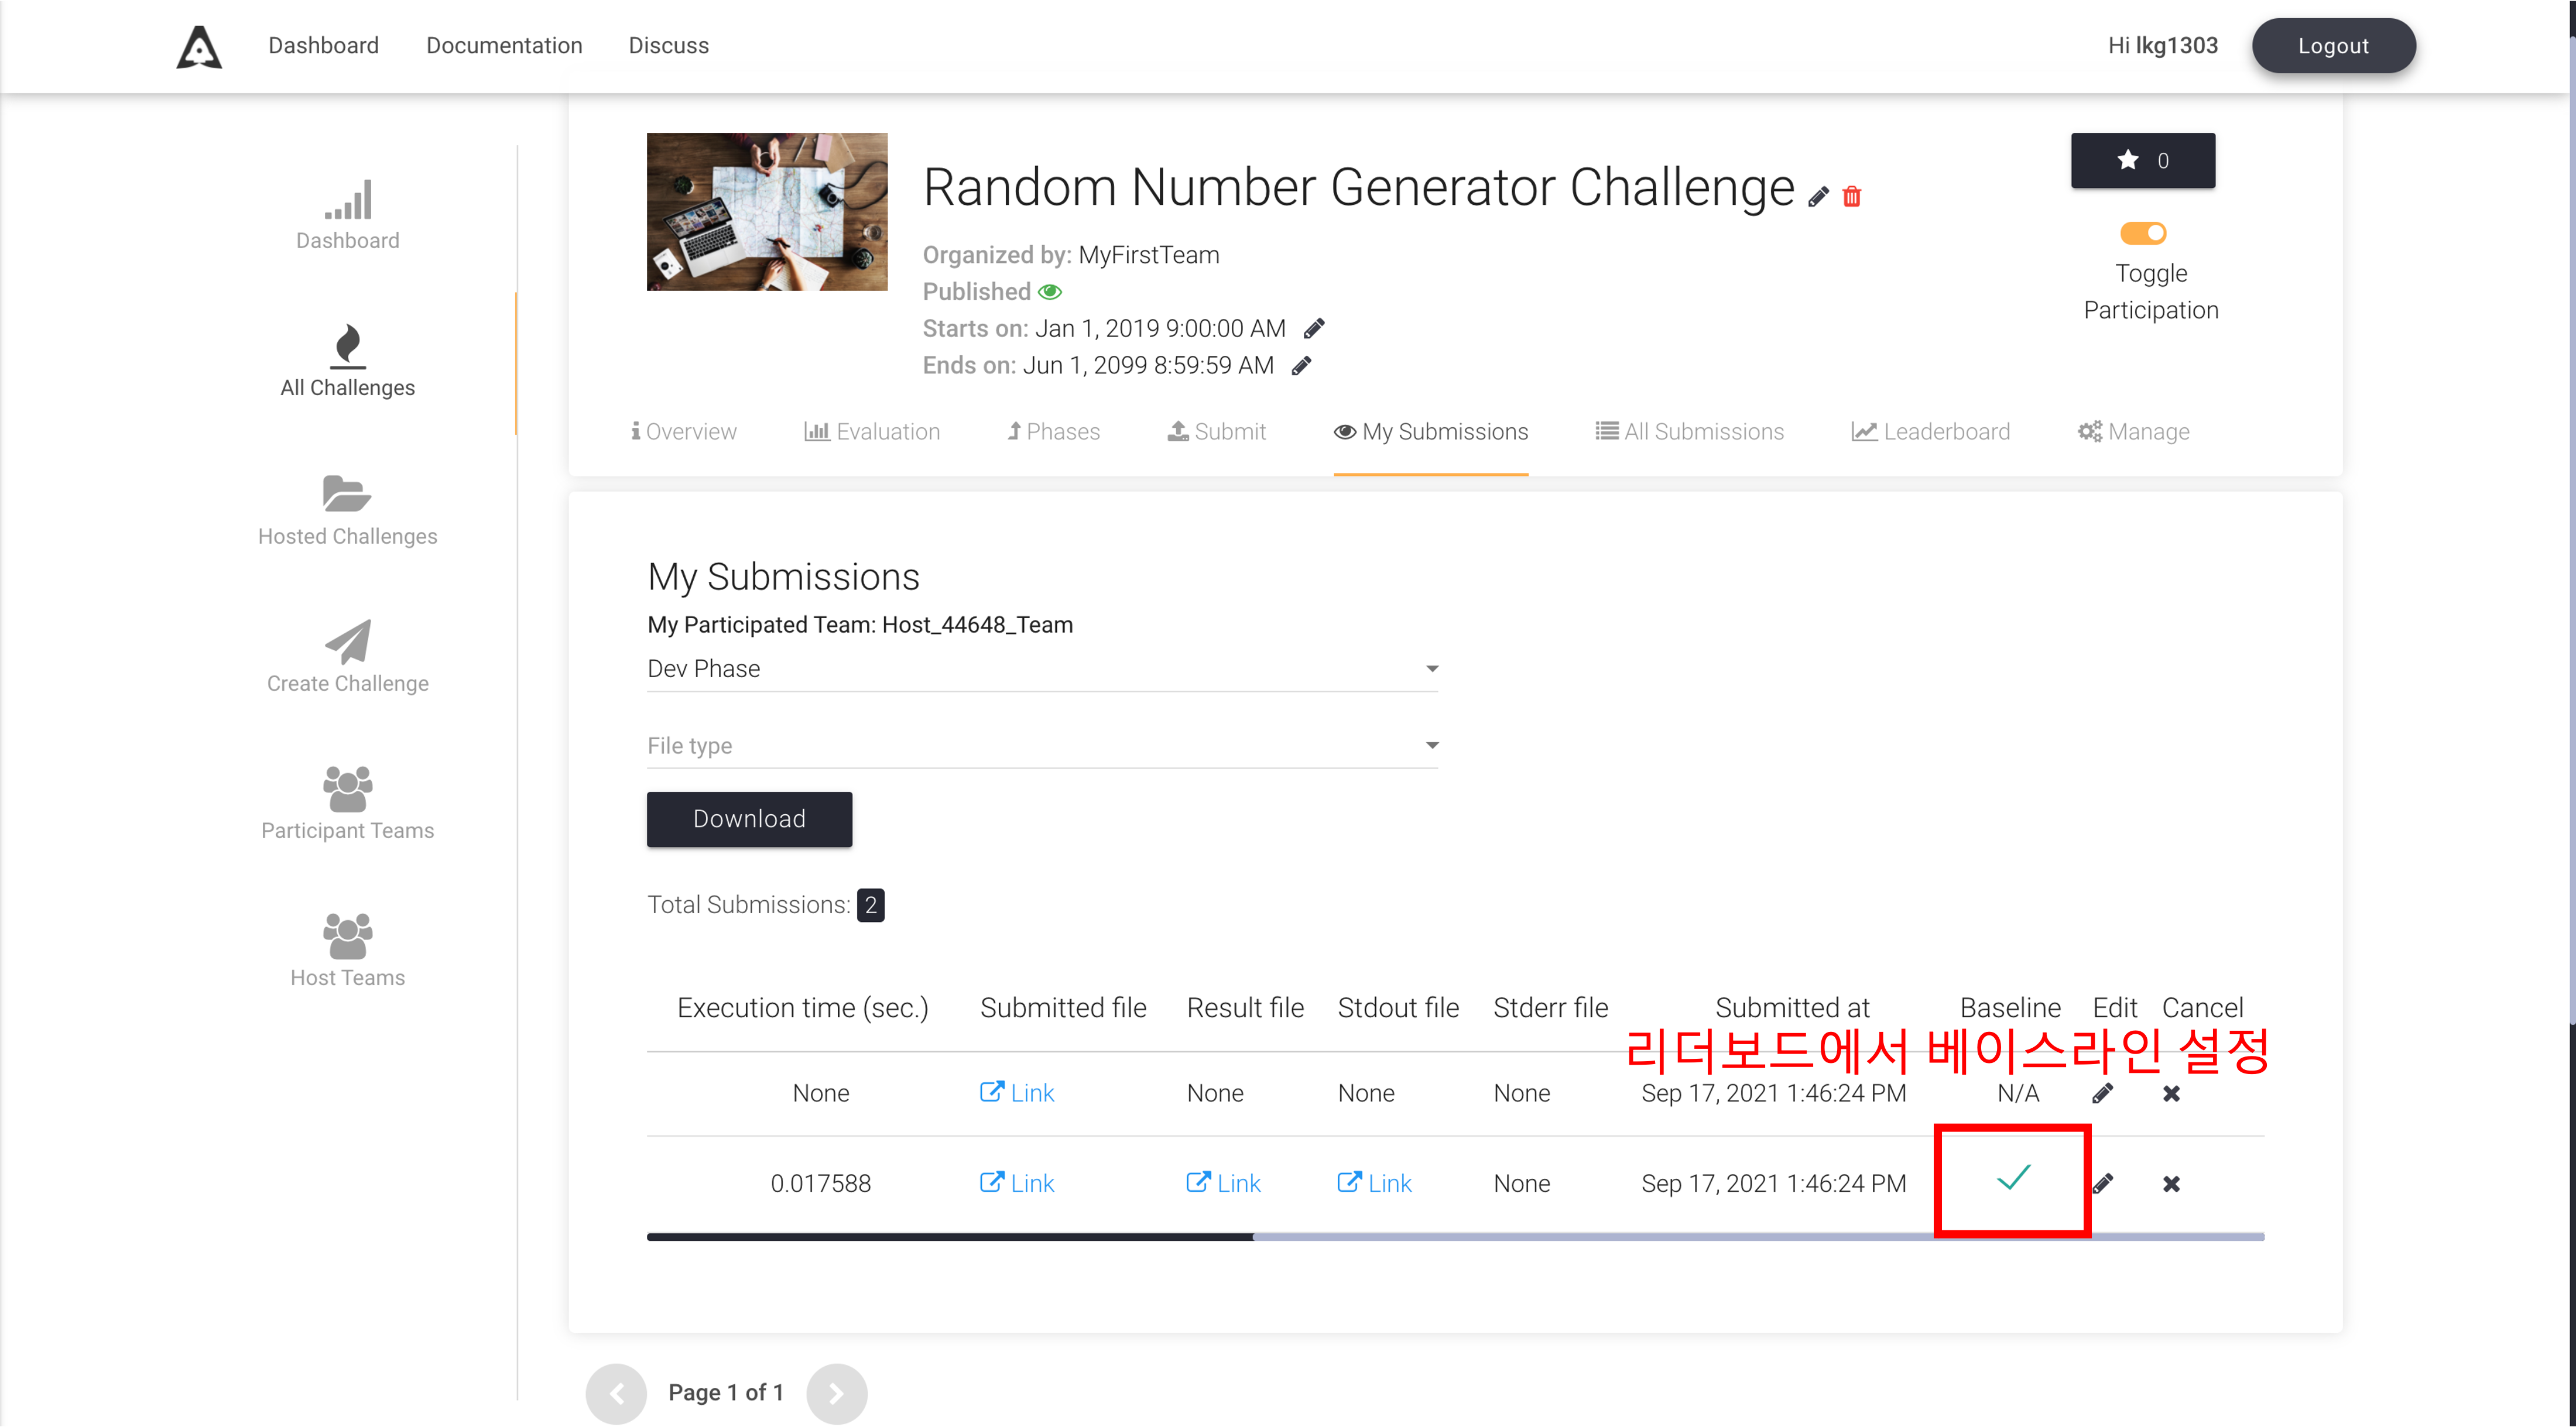 Dashboard Documentation Discuss Hi lkg1303 Logout
Random Number Generator Challenge
0
Organized by: MyFirstTeam
Published
Starts on: Jan 1, 2019 9:00:00 AM
Ends on: Jun 1, 2099 8:59:59 AM
Toggle
Participation
Overview Evaluation Phases Submit My Submissions All Submissions Leaderboard Manage
Dashboard
All Challenges
Hosted Challenges
Create Challenge
Participant Teams
Host Teams
My Submissions
My Participated Team: Host_44648_Team
Dev Phase
File type
Download
Total Submissions: 2
Execution time (sec.) Submitted file Result file Stdout file Stderr file Submitted at Baseline Edit Cancel
리더보드에서 베이스라인 설정
None Link None None None Sep 17, 2021 1:46:24 PM N/A
0.017588 Link Link Link None Sep 17, 2021 1:46:24 PM
Page 1 of 1